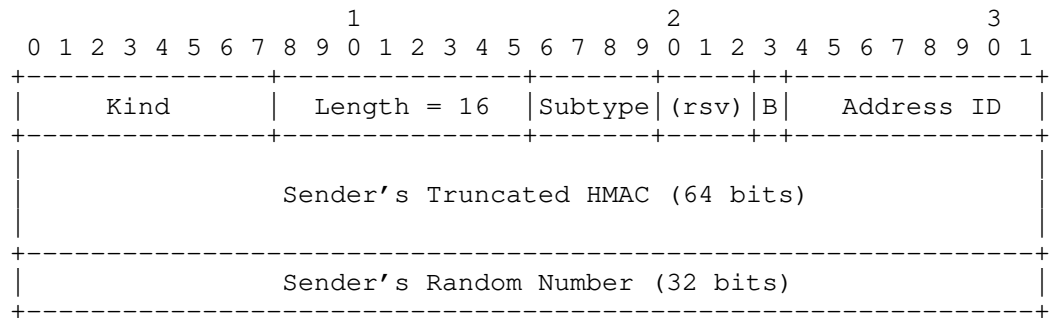 1                   2                   3
 0 1 2 3 4 5 6 7 8 9 0 1 2 3 4 5 6 7 8 9 0 1 2 3 4 5 6 7 8 9 0 1
+---------------+---------------+-------+-----+-+---------------+
|     Kind      |  Length = 16  |Subtype|(rsv)|B|   Address ID  |
+---------------+---------------+-------+-----+-+---------------+
|                                                               |
|                Sender's Truncated HMAC (64 bits)              |
|                                                               |
+---------------------------------------------------------------+
|                Sender's Random Number (32 bits)               |
+---------------------------------------------------------------+